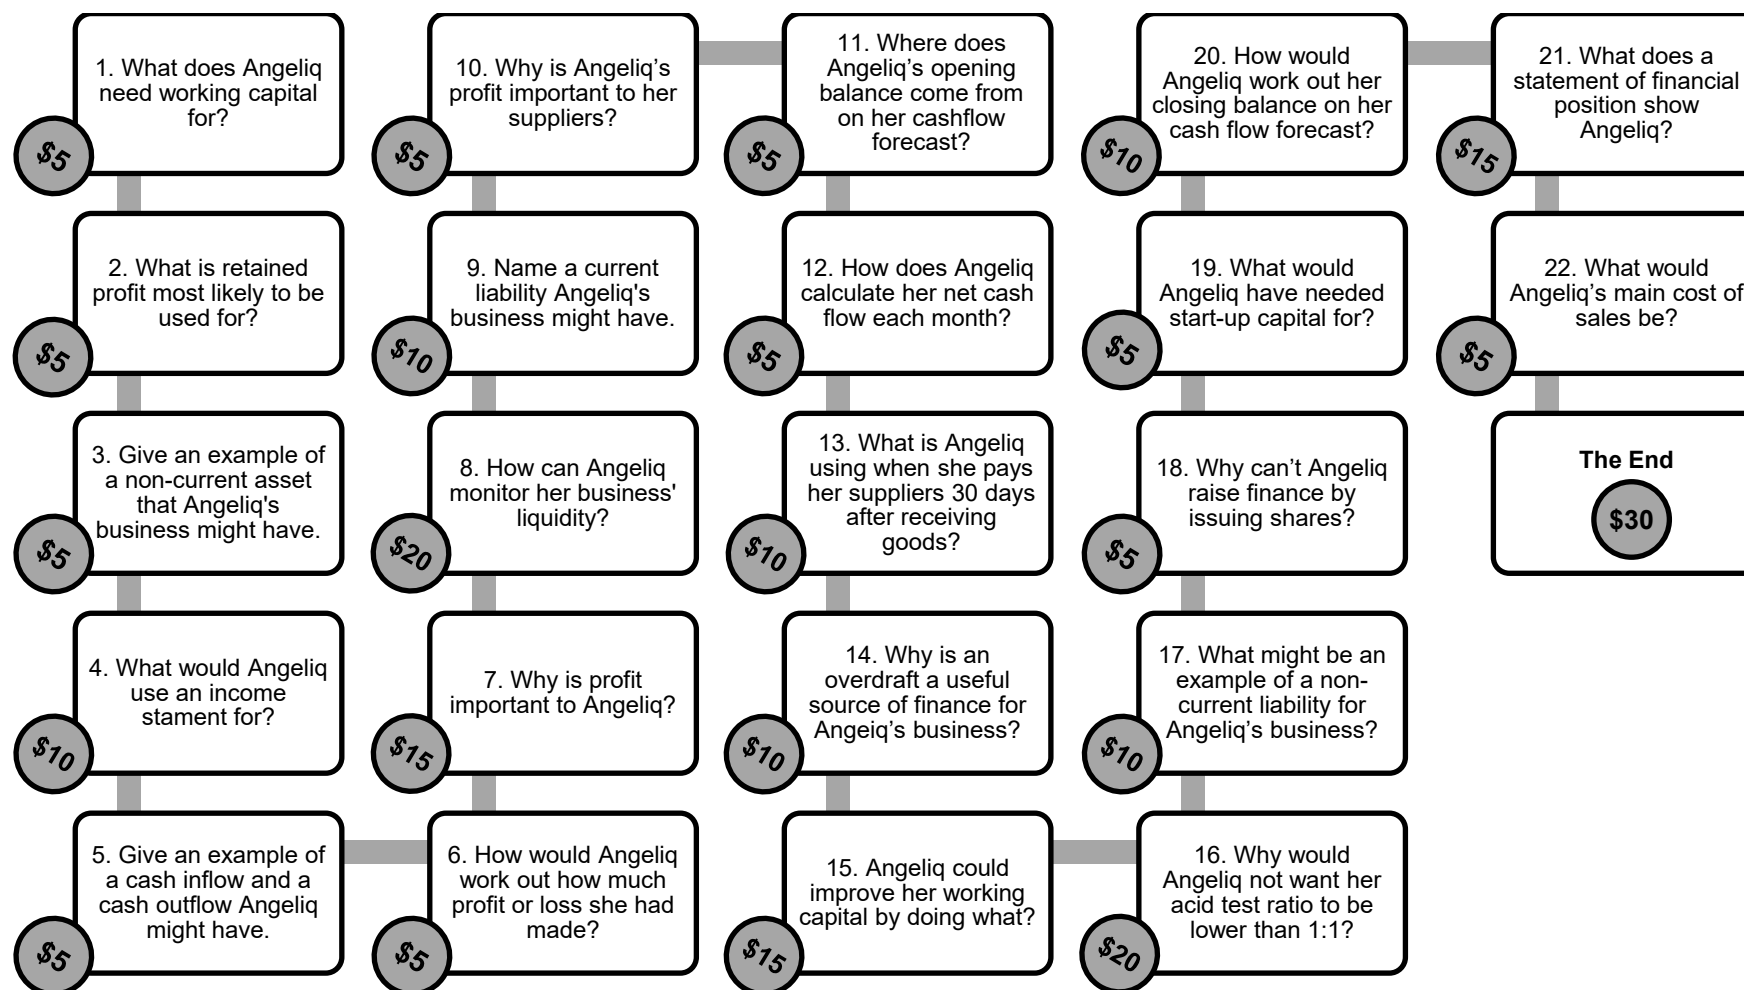 1. What does Angeliq
need working capital
for?
$5
2. What is retained
profit most likely to be
used for?
$5
3. Give an example of
a non-current asset
that Angeliq's
business might have.
$5
4. What would Angeliq
use an income
stament for?
$10
5. Give an example of
a cash inflow and a
cash outflow Angeliq
might have.
$5
6. How would Angeliq
work out how much
profit or loss she had
made?
$5
7. Why is profit
important to Angeliq?
$15
8. How can Angeliq
monitor her business'
liquidity?
$20
9. Name a current
liability Angeliq's
business might have.
$10
10. Why is Angeliq’s
profit important to her
suppliers?
$5
11. Where does
Angeliq’s opening
balance come from
on her cashflow
forecast?
$5
12. How does Angeliq
calculate her net cash
flow each month?
$5
13. What is Angeliq
using when she pays
her suppliers 30 days
after receiving
goods?
$10
14. Why is an
overdraft a useful
source of finance for
Angeiq’s business?
$10
15. Angeliq could
improve her working
capital by doing what?
$15
16. Why would
Angeliq not want her
acid test ratio to be
lower than 1:1?
$20
17. What might be an
example of a non-
current liability for
Angeliq’s business?
$10
18. Why can’t Angeliq
raise finance by
issuing shares?
$5
19. What would
Angeliq have needed
start-up capital for?
$5
20. How would
Angeliq work out her
closing balance on her
cash flow forecast?
$10
21. What does a
statement of financial
position show
Angeliq?
$15
22. What would
Angeliq’s main cost of
sales be?
$5
The End
$30